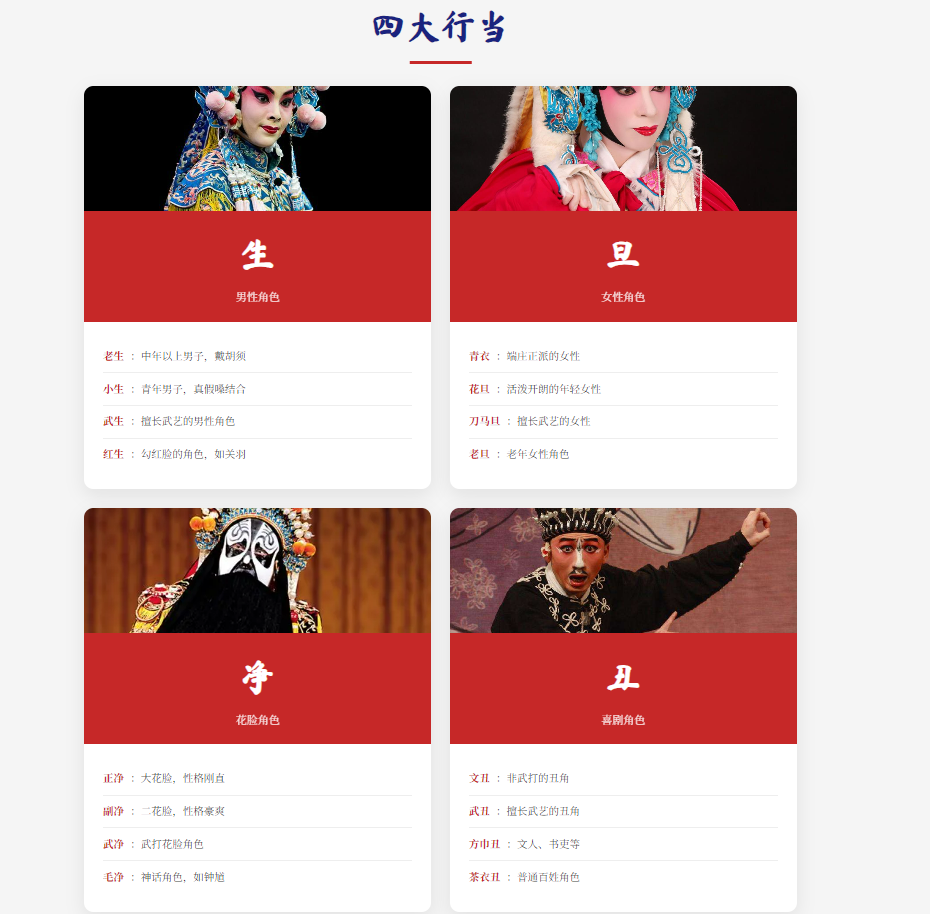 四大行当
生
男性角色
老生 : 中年以上男子，戴胡须
小生 : 青年男子，真假嗓结合
武生 : 擅长武艺的男性角色
红生 : 勾红脸的角色，如关羽
旦
女性角色
青衣 : 端庄正派的女性
花旦 : 活泼开朗的年轻女性
刀马旦 : 擅长武艺的女性
老旦 : 老年女性角色
净
花脸角色
正净 : 大花脸，性格刚直
副净 : 二花脸，性格豪爽
武净 : 武打花脸角色
毛净 : 神话角色，如钟馗
丑
喜剧角色
文丑 : 非武打的丑角
武丑 : 擅长武艺的丑角
方巾丑 : 文人、书吏等
茶衣丑 : 普通百姓角色